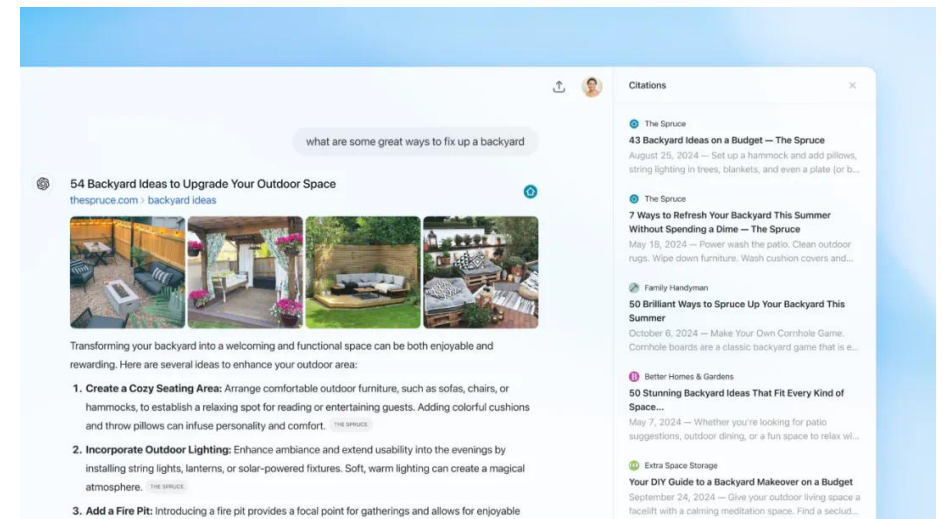 what are some great ways to fix up a backyard
54 Backyard Ideas to Upgrade Your Outdoor Space
thespruce.com › backyard ideas
Transforming your backyard into a welcoming and functional space can be both enjoyable and
rewarding. Here are several ideas to enhance your outdoor area:
1. Create a Cozy Seating Area: Arrange comfortable outdoor furniture, such as sofas, chairs, or
hammocks, to establish a relaxing spot for reading or entertaining guests. Adding colorful cushions
and throw pillows can infuse personality and comfort. THE SPRUCE
2. Incorporate Outdoor Lighting: Enhance ambiance and extend usability into the evenings by
installing string lights, lanterns, or solar-powered fixtures. Soft, warm lighting can create a magical
atmosphere. THE SPRUCE
3. Add a Fire Pit: Introducing a fire pit provides a focal point for gatherings and allows for enjoyable
Citations
The Spruce
43 Backyard Ideas on a Budget — The Spruce
August 25, 2024 — Set up a hammock and add pillows,
string lighting in trees, blankets, and even a plate (or b...
The Spruce
7 Ways to Refresh Your Backyard This Summer
Without Spending a Dime — The Spruce
May 18, 2024 — Power wash the patio. Clean outdoor
rugs. Wipe down furniture. Wash cushion covers and...
Family Handyman
50 Brilliant Ways to Spruce Up Your Backyard This
Summer
October 6, 2024 — Make Your Own Cornhole Game.
Cornhole boards are a classic backyard game that is e...
Better Homes & Gardens
50 Stunning Backyard Ideas That Fit Every Kind of
Space...
May 7, 2024 — Whether you're looking for patio
suggestions, outdoor dining, or a fun space to relax wi...
Extra Space Storage
Your DIY Guide to a Backyard Makeover on a Budget
September 24, 2024 — Give your outdoor living space a
facelift with a calming meditation space. Find a seclud...